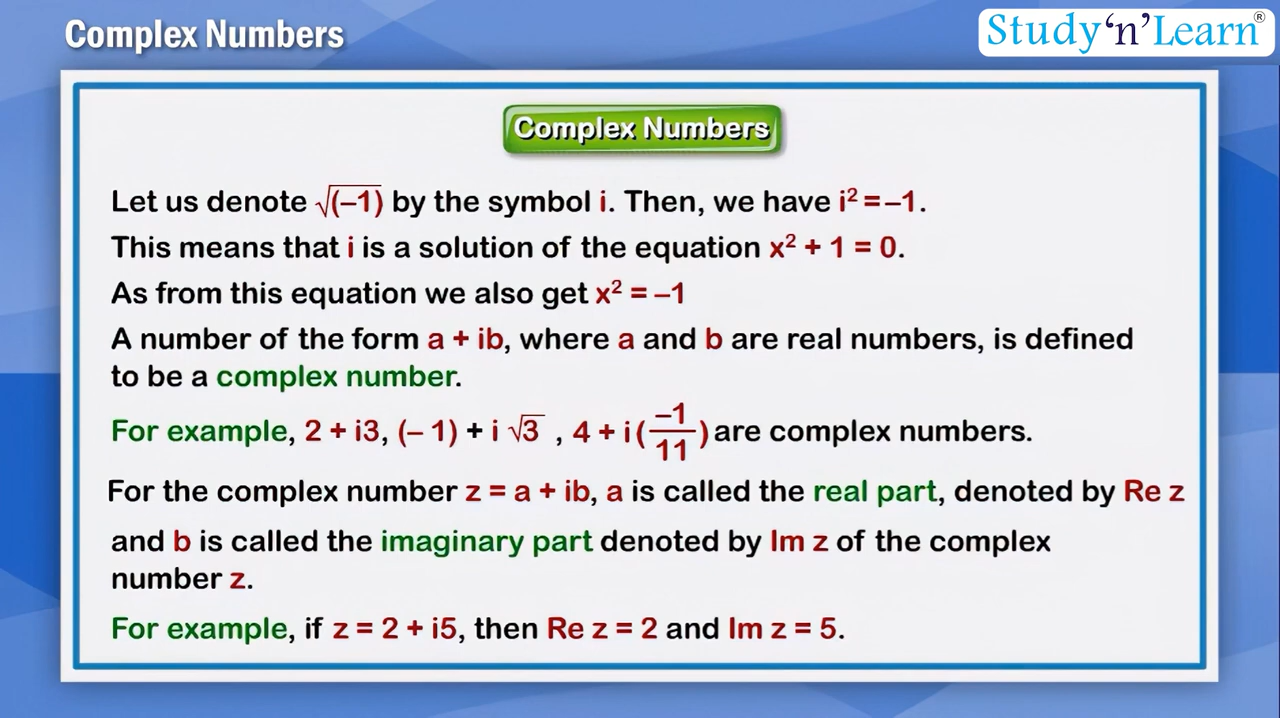 Complex Numbers
Study‘n’Learn®
Complex Numbers
Let us denote √(–1) by the symbol i. Then, we have i² = –1.
This means that i is a solution of the equation x² + 1 = 0.
As from this equation we also get x² = –1
A number of the form a + ib, where a and b are real numbers, is defined
to be a complex number.
For example, 2 + i3, (– 1) + i √3 , 4 + i(–1/11) are complex numbers.
For the complex number z = a + ib, a is called the real part, denoted by Re z
and b is called the imaginary part denoted by Im z of the complex
number z.
For example, if z = 2 + i5, then Re z = 2 and Im z = 5.